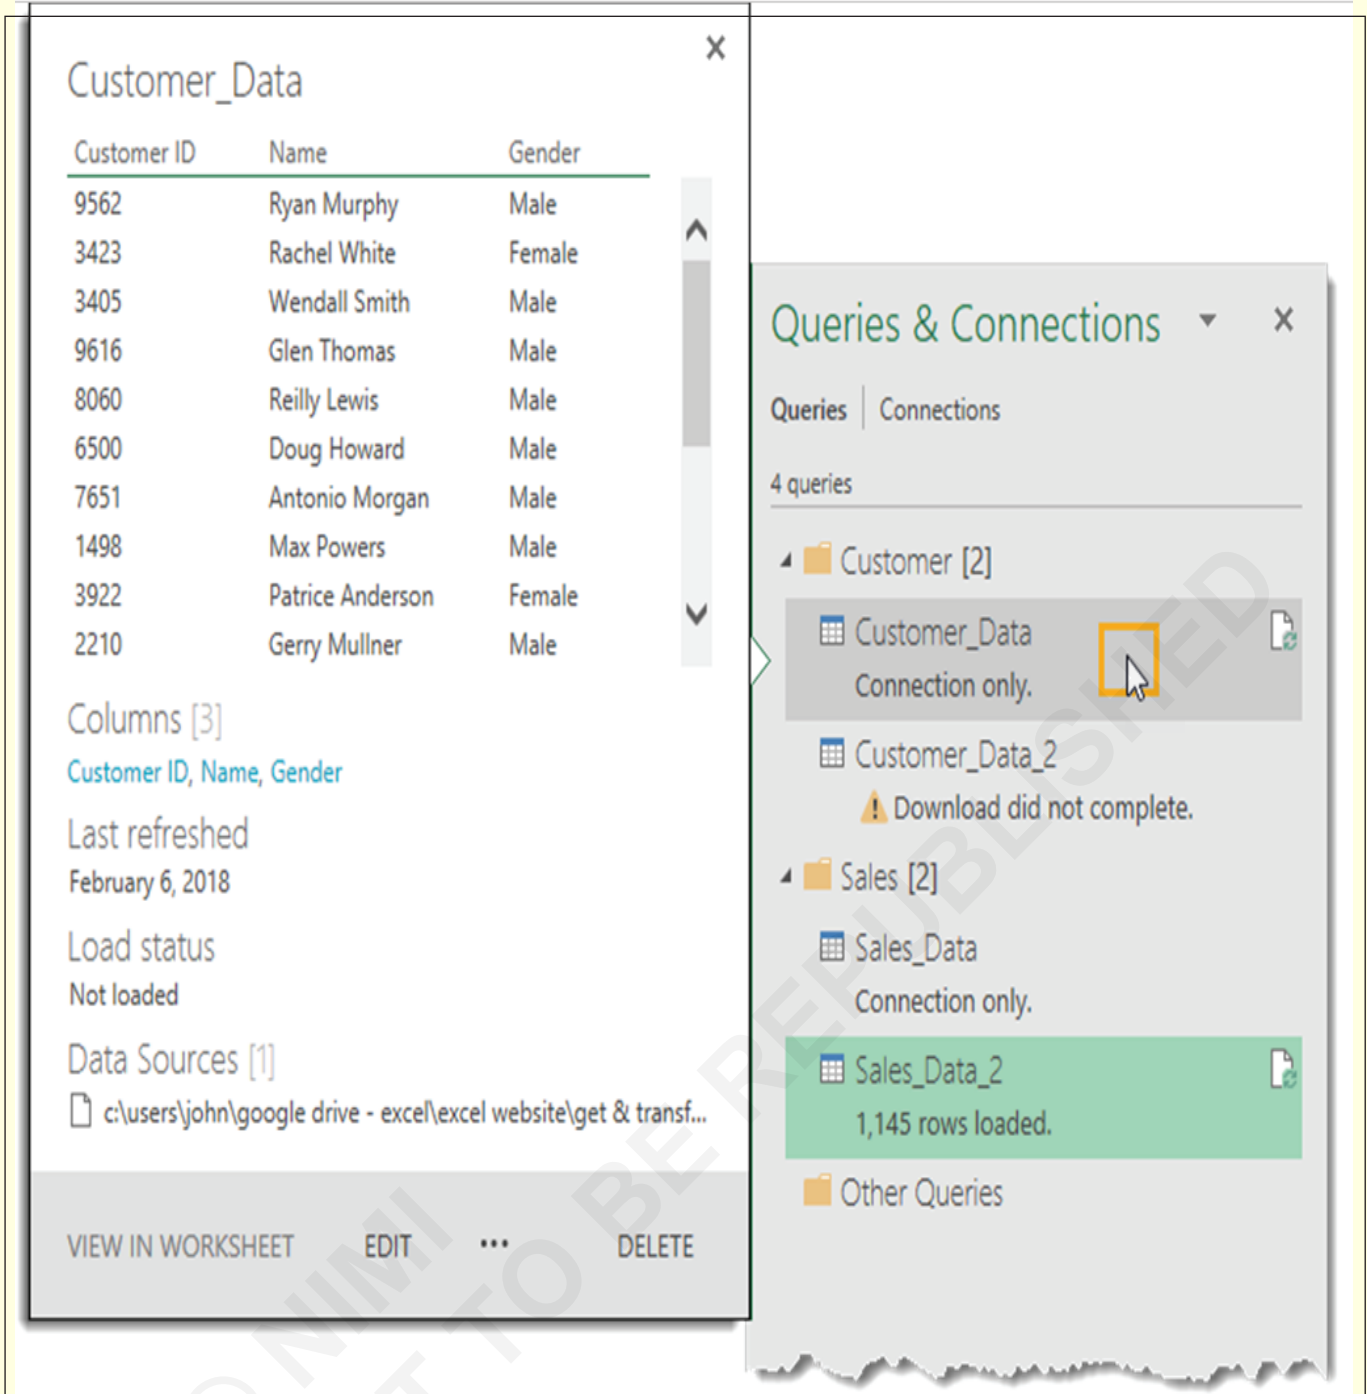 Customer_Data
Customer ID Name Gender
9562 Ryan Murphy Male
3423 Rachel White Female
3405 Wendall Smith Male
9616 Glen Thomas Male
8060 Reilly Lewis Male
6500 Doug Howard Male
7651 Antonio Morgan Male
1498 Max Powers Male
3922 Patrice Anderson Female
2210 Gerry Mullner Male
Columns [3]
Customer ID, Name, Gender
Last refreshed
February 6, 2018
Load status
Not loaded
Data Sources [1]
c:\users\john\google drive - excel\excel website\get & transf...
VIEW IN WORKSHEET EDIT ... DELETE
Queries & Connections
Queries Connections
4 queries
Customer [2]
Customer_Data
Connection only.
Customer_Data_2
Download did not complete.
Sales [2]
Sales_Data
Connection only.
Sales_Data_2
1,145 rows loaded.
Other Queries
© NIMI
T TO BE REPUBLISHED